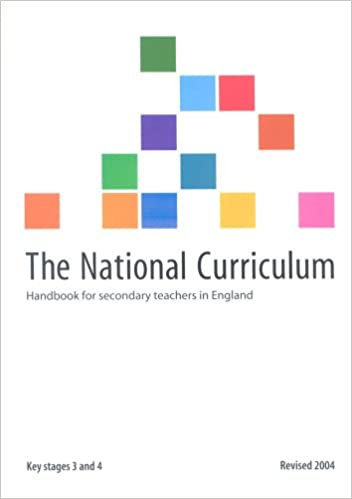 The National Curriculum
Handbook for secondary teachers in England
Key stages 3 and 4 Revised 2004